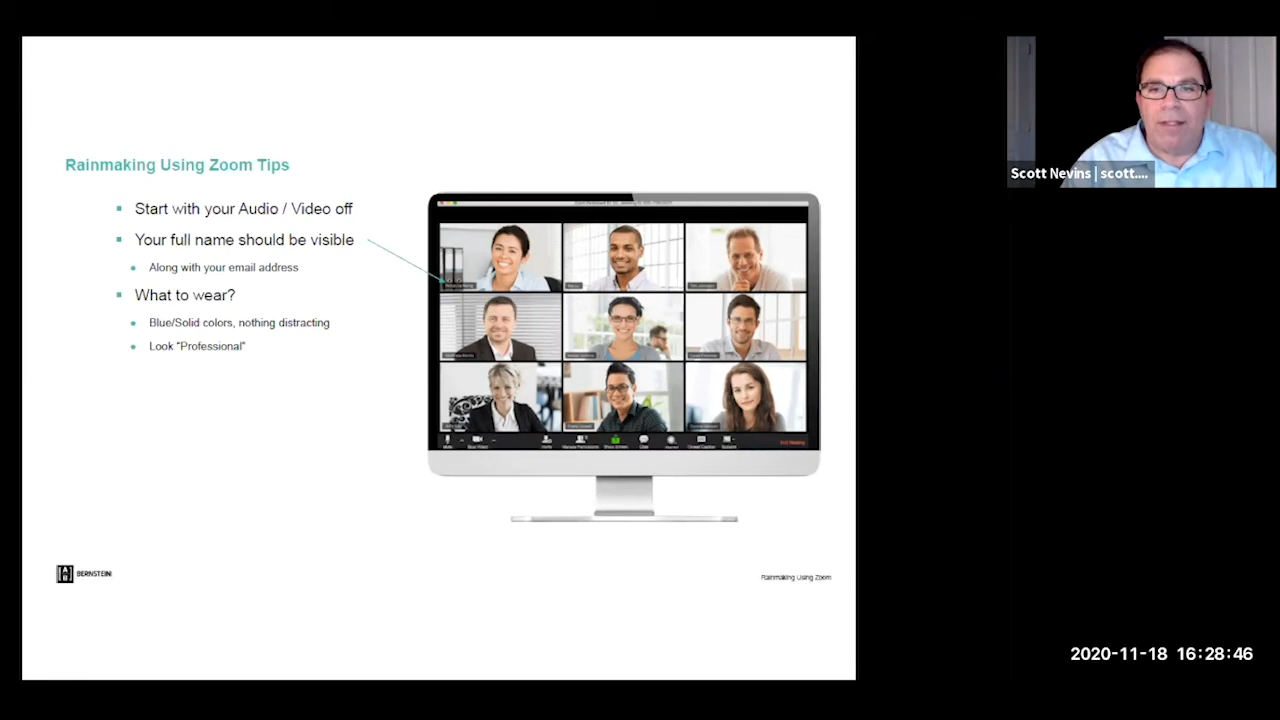 Rainmaking Using Zoom Tips
Start with your Audio / Video off
Your full name should be visible
Along with your email address
What to wear?
Blue/Solid colors, nothing distracting
Look “Professional”
AB
BERNSTEIN
Rainmaking Using Zoom
Scott Nevins | scott....
2020-11-18 16:28:46